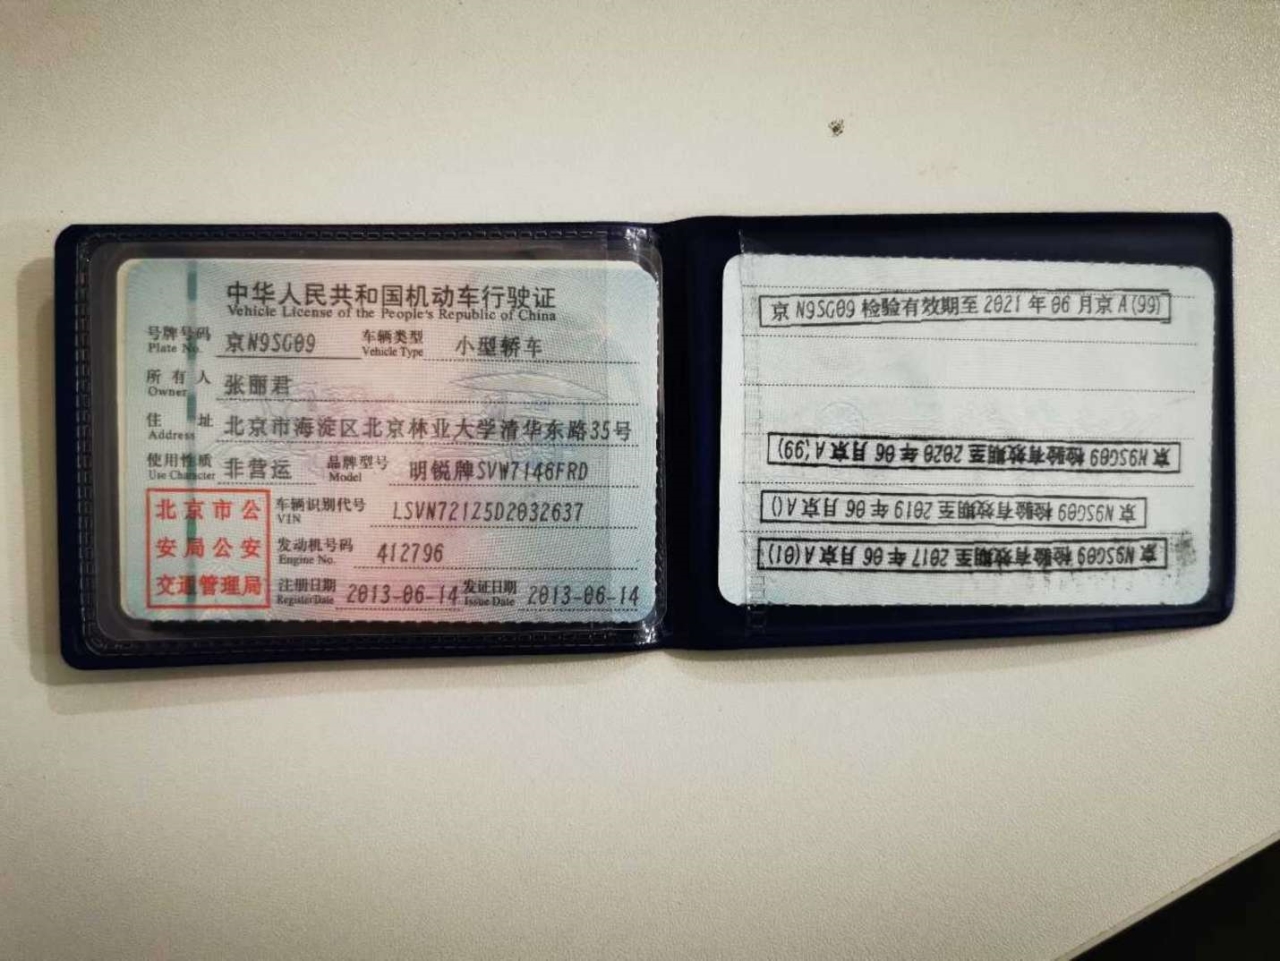 中华人民共和国机动车行驶证
Vehicle License of the People's Republic of China
号牌号码 京N9SG09 车辆类型 小型轿车
Plate No. Vehicle Type
所有人 张丽君
Owner
住址 北京市海淀区北京林业大学清华东路35号
Address
使用性质 非营运 品牌型号 明锐牌SVW7146FRD
Use Character Model
北京市公安局公安交通管理局
车辆识别代号 LSVN721Z5D2032637
VIN
发动机号码 412796
Engine No.
注册日期 2013-06-14 发证日期 2013-06-14
Register Date Issue Date
京N9SG09检验有效期至2021年06月京A(99)
京N9SG09检验有效期至2020年06月京A(99)
京N9SG09检验有效期至2019年06月京A()
京N9SG09检验有效期至2017年06月京A(01)